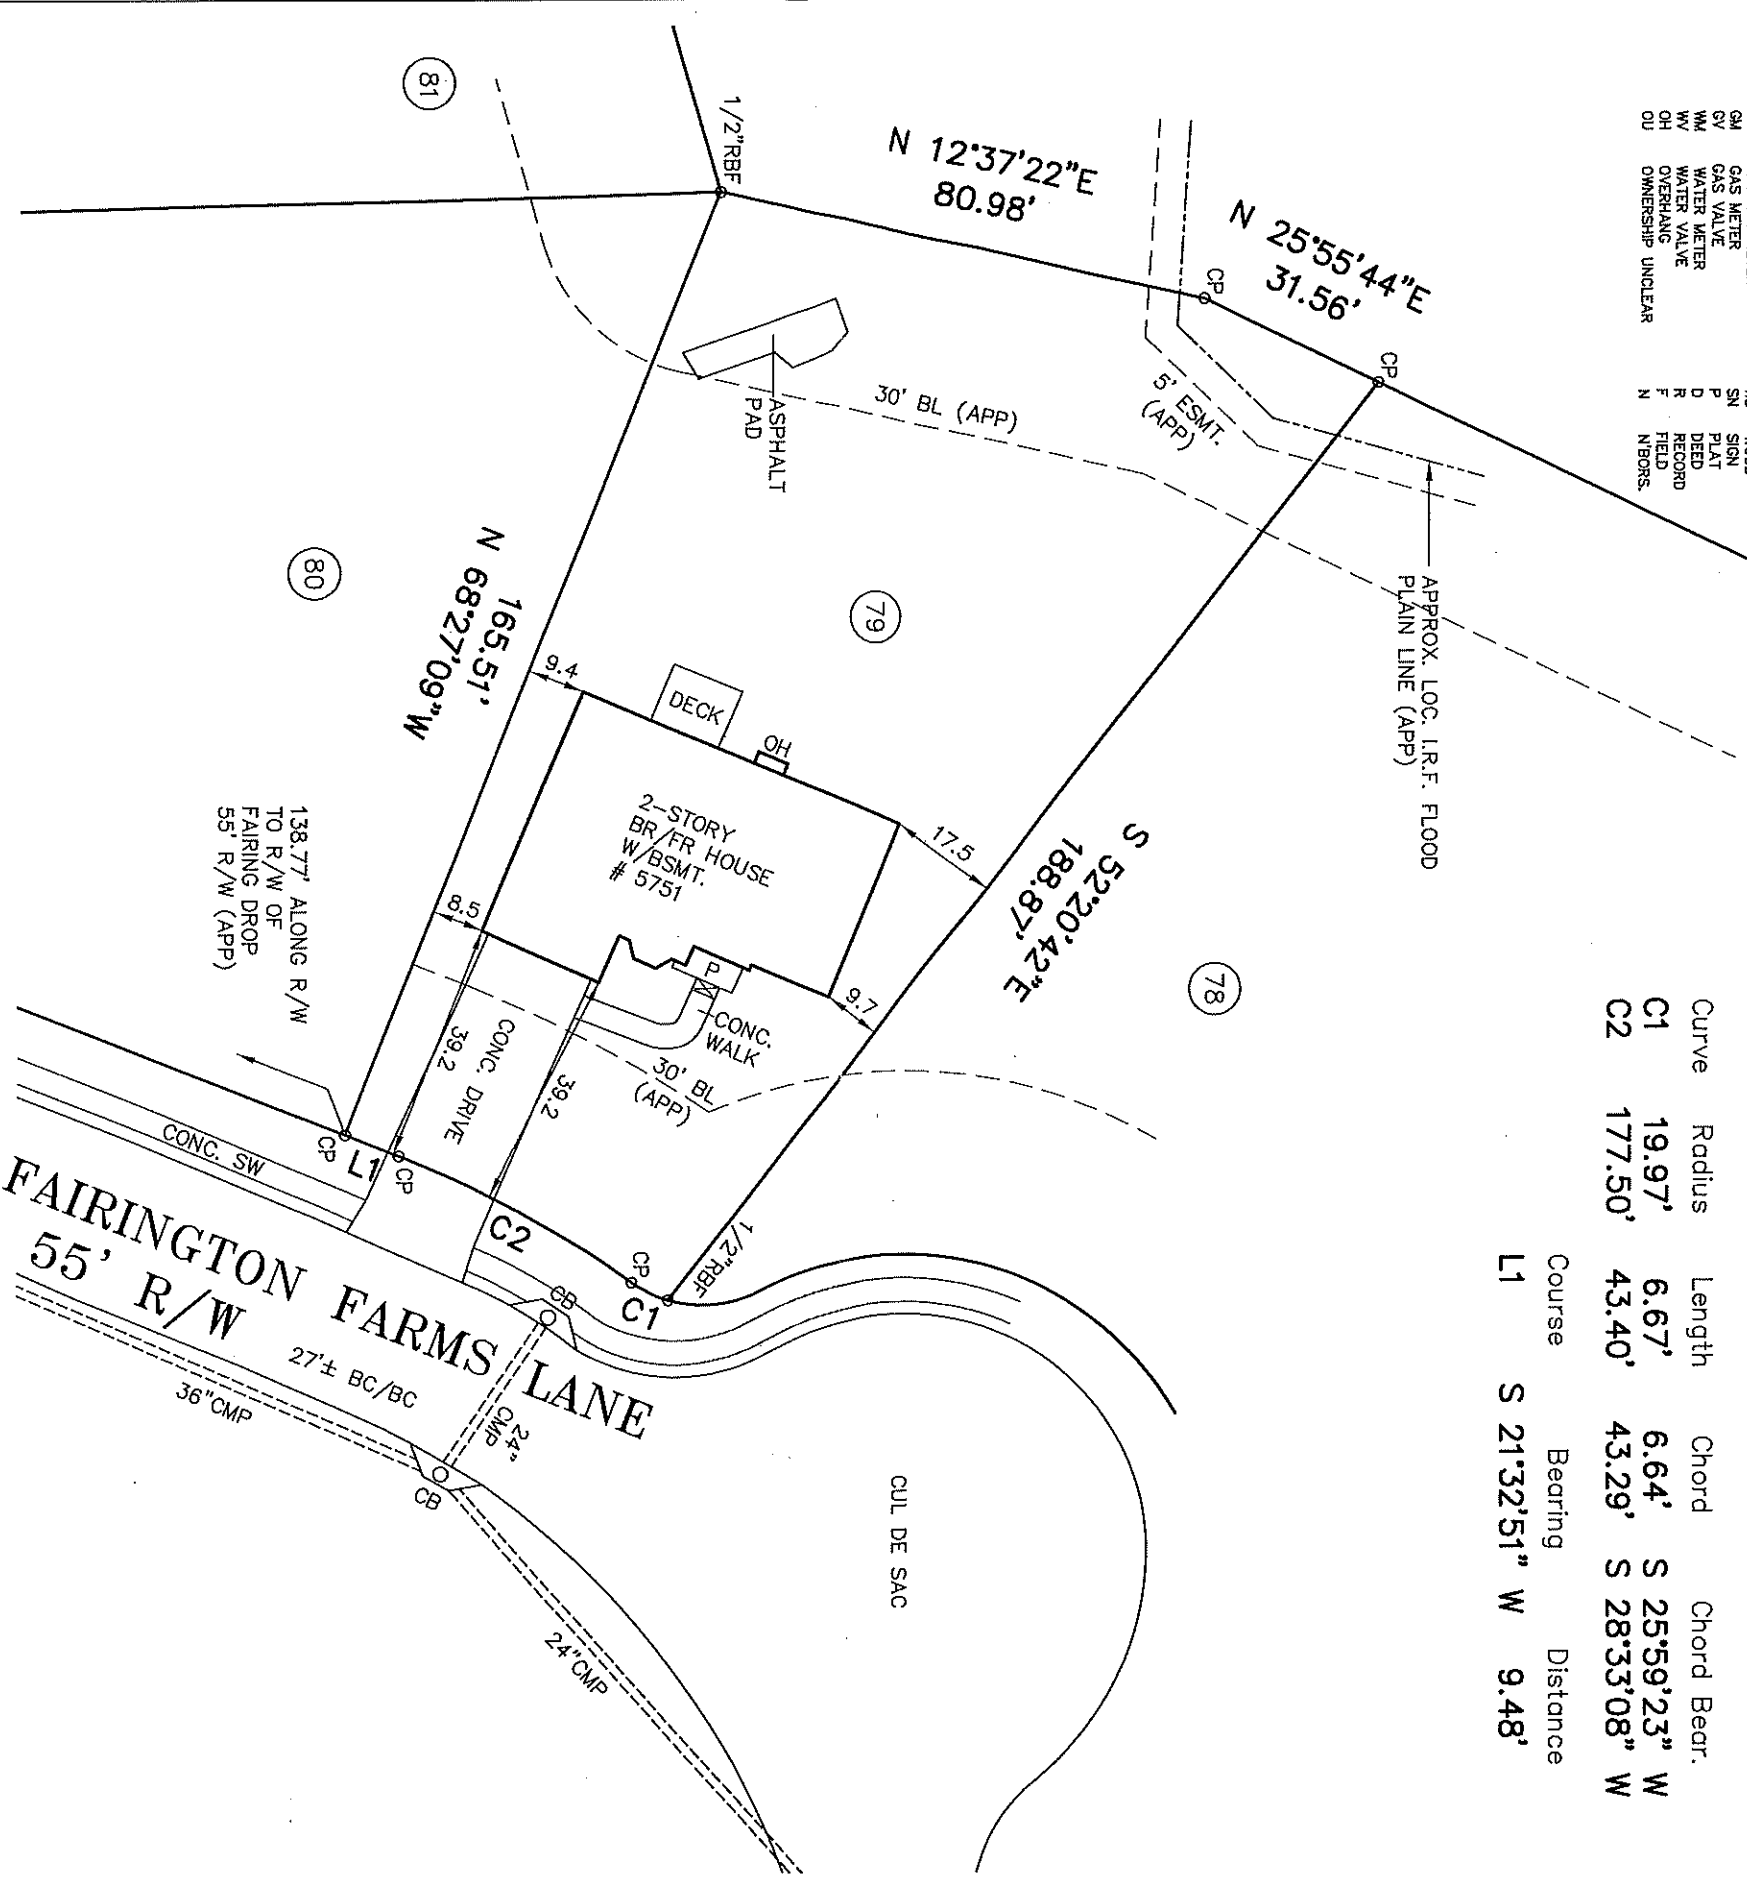 GM GAS METER
GV GAS VALVE
WM WATER METER
WV WATER VALVE
OH OVERHANG
OU OWNERSHIP UNCLEAR
SN SIGN
P PLAT
D DEED
R RECORD
F FIELD
N N'BORS.
Curve Radius Length Chord Chord Bear.
C1 19.97' 6.67' 6.64' S 25°59'23" W
C2 177.50' 43.40' 43.29' S 28°33'08" W
Course Bearing Distance
L1 S 21°32'51" W 9.48'
81
1/2"RBF
N 12°37'22"E
80.98'
N 25°55'44"E
31.56'
CP
CP
5' ESMT.
(APP)
30' BL (APP)
ASPHALT
PAD
APPROX. LOC. I.R.F. FLOOD
PLAIN LINE (APP)
80
79
78
165.51'
N 68°27'09"W
S 52°20'42"E
188.87'
9.4
DECK
OH
17.5
2-STORY
BR/FR HOUSE
W/BSMT.
# 5751
8.5
9.7
P
CONC.
WALK
30' BL
(APP)
CONC. DRIVE
39.2
39.2
138.77' ALONG R/W
TO R/W OF
FAIRING DROP
55' R/W (APP)
CP
L1
CP
C2
CP
C1
1/2"RBF
CONC. SW
CB
FAIRINGTON FARMS LANE
55' R/W
27'± BC/BC
36"CMP
24"
CMP
CB
24"CMP
CUL DE SAC